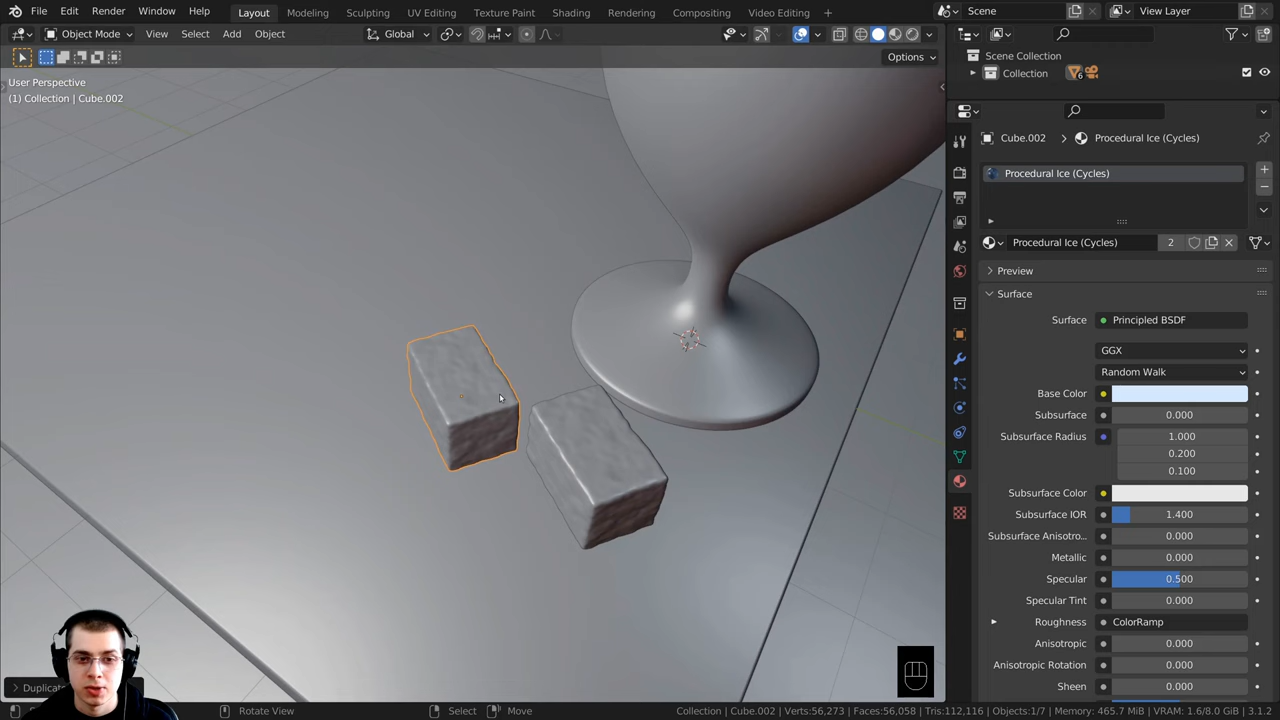 File Edit Render Window Help Layout Modeling Sculpting UV Editing Texture Paint Shading Rendering Compositing Video Editing + Scene View Layer
Object Mode View Select Add Object Global
Options
User Perspective
(1) Collection | Cube.002
Scene Collection
Collection 6
Cube.002 > Procedural Ice (Cycles)
Procedural Ice (Cycles)
Procedural Ice (Cycles) 2
Preview
Surface
Surface Principled BSDF
GGX
Random Walk
Base Color
Subsurface 0.000
Subsurface Radius 1.000
0.200
0.100
Subsurface Color
Subsurface IOR 1.400
Subsurface Anisotro... 0.000
Metallic 0.000
Specular 0.500
Specular Tint 0.000
Roughness ColorRamp
Anisotropic 0.000
Anisotropic Rotation 0.000
Sheen 0.000
Rotate View Select Move Collection | Cube.002 | Verts:56,273 | Faces:56,058 | Tris:112,116 | Objects:1/7 | Memory: 465.7 MiB | VRAM: 1.6/8.0 GiB | 3.1.2